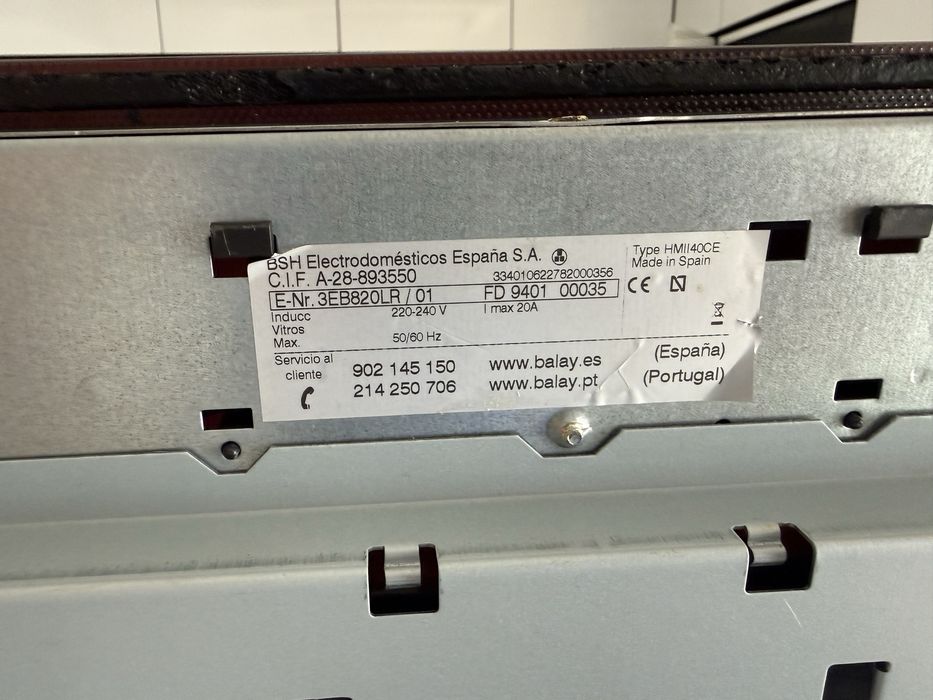 BSH Electrodomésticos España S.A.
C.I.F. A-28-893550
334010622782000356
E-Nr. 3EB820LR / 01 FD 9401 00035
Inducc 220-240 V I max 20A
Vitros
Max. 50/60 Hz
Type HMII40CE
Made in Spain
CE
Servicio al
cliente
902 145 150 www.balay.es (España)
214 250 706 www.balay.pt (Portugal)